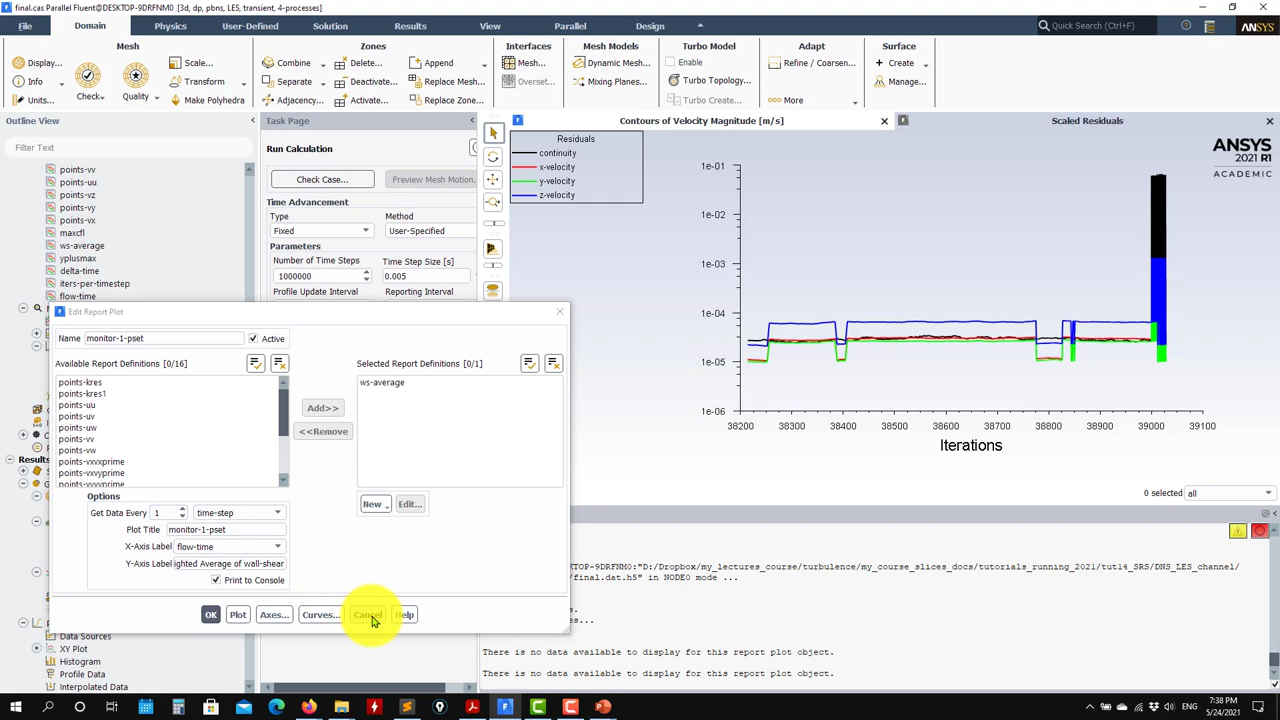 final.cas Parallel Fluent@DESKTOP-9DRFNM0 [3d, dp, pbns, LES, transient, 4-processes]
File Domain Physics User-Defined Solution Results View Parallel Design Quick Search (Ctrl+F) ANSYS
Mesh Zones Interfaces Mesh Models Turbo Model Adapt Surface
Display... Scale... Combine Delete... Append Mesh... Dynamic Mesh... Enable Refine / Coarsen... Create
Info Transform Separate Deactivate... Replace Mesh... Overset... Mixing Planes... Turbo Topology... Manage...
Units... Check Quality Make Polyhedra Adjacency... Activate... Replace Zone... Turbo Create... More
Outline View
Filter Text
points-vv
points-uu
points-vz
points-vy
points-vx
maxcfl
ws-average
yplusmax
delta-time
iters-per-timestep
flow-time
Task Page
Run Calculation
Check Case... Preview Mesh Motion...
Time Advancement
Type Method
Fixed User-Specified
Parameters
Number of Time Steps Time Step Size [s]
1000000 0.005
Profile Update Interval Reporting Interval
Contours of Velocity Magnitude [m/s] Scaled Residuals
Residuals
continuity
x-velocity
y-velocity
z-velocity
ANSYS
2021 R1
ACADEMIC
1e-01
1e-02
1e-03
1e-04
1e-05
1e-06
38200 38300 38400 38500 38600 38700 38800 38900 39000 39100
Iterations
0 selected all
Edit Report Plot
Name monitor-1-pset Active
Available Report Definitions [0/16] Selected Report Definitions [0/1]
points-kres
points-kres1
points-uu
points-uv
points-uw
points-vv
points-vw
points-vxvxprime
points-vxvyprime
points-vxvzprime
ws-average
Add>>
<<Remove
New Edit...
Options
Get Data Every 1 time-step
Plot Title monitor-1-pset
X-Axis Label flow-time
Y-Axis Label ighted Average of wall-shear
Print to Console
OK Plot Axes... Curves... Cancel Help
Results
Data Sources
XY Plot
Histogram
Profile Data
Interpolated Data
KTOP-9DRFNM0:"D:/Dropbox/my_lectures_course/turbulence/my_course_slices_docs/tutorials_running_2021/tut14_SRS/DNS_LES_channel/
/final.dat.h5" in NODE0 mode ...
s.
es...
There is no data available to display for this report plot object.
There is no data available to display for this report plot object.
ENG
7:38 PM
5/24/2021